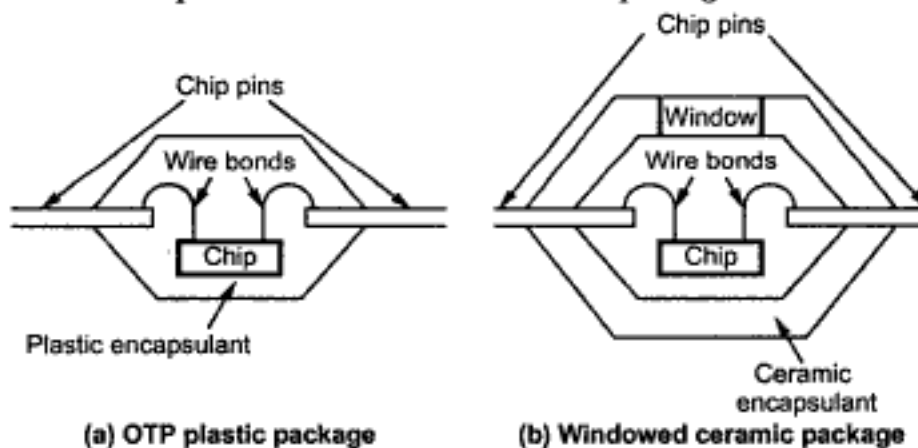 Chip pins
Wire bonds
Chip
Plastic encapsulant
(a) OTP plastic package
Chip pins
Window
Wire bonds
Chip
Ceramic
encapsulant
(b) Windowed ceramic package